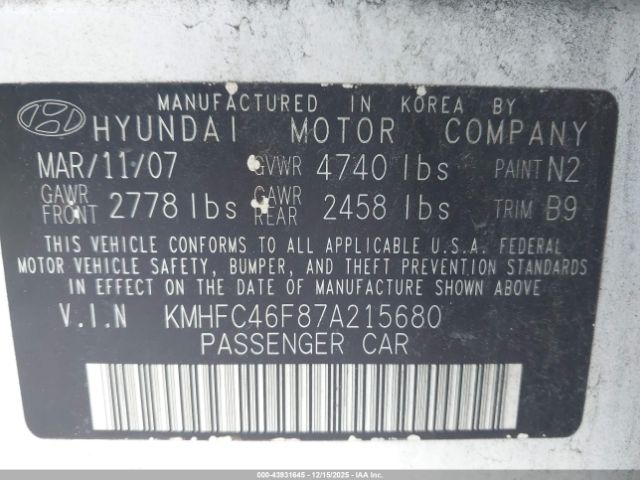 MANUFACTURED IN KOREA BY
HYUNDAI MOTOR COMPANY
MAR/11/07 GVWR 4740 lbs PAINT N2
GAWR FRONT 2778 lbs GAWR REAR 2458 lbs TRIM B9
THIS VEHICLE CONFORMS TO ALL APPLICABLE U.S.A. FEDERAL
MOTOR VEHICLE SAFETY, BUMPER, AND THEFT PREVENTION STANDARDS
IN EFFECT ON THE DATE OF MANUFACTURE SHOWN ABOVE.
V.I.N KMHFC46F87A215680
PASSENGER CAR
000-43931645 - 12/15/2025 - IAAI.COM